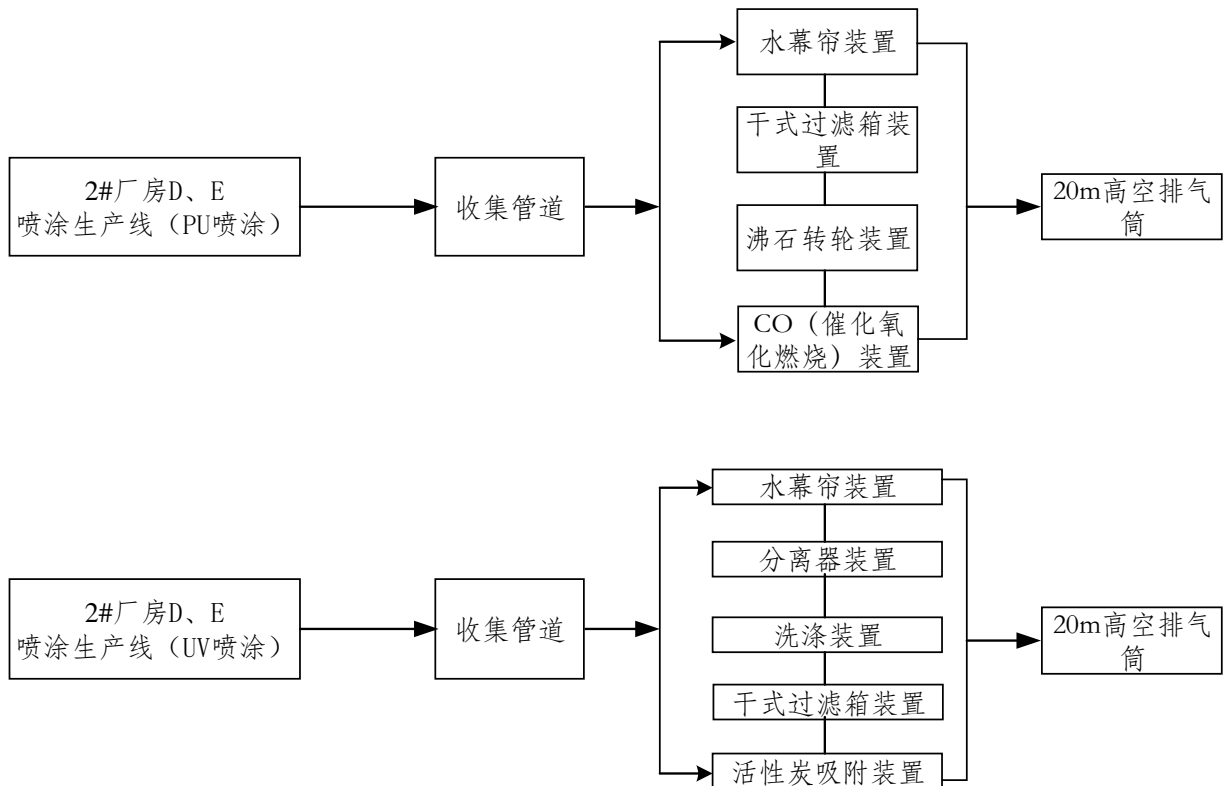 水幕帘装置
干式过滤箱装
置
2#厂房D、E
喷涂生产线（PU喷涂）
收集管道
沸石转轮装置
20m高空排气
筒
CO（催化氧
化燃烧）装置
水幕帘装置
分离器装置
2#厂房D、E
喷涂生产线（UV喷涂）
收集管道
洗涤装置
20m高空排气
筒
干式过滤箱装置
活性炭吸附装置